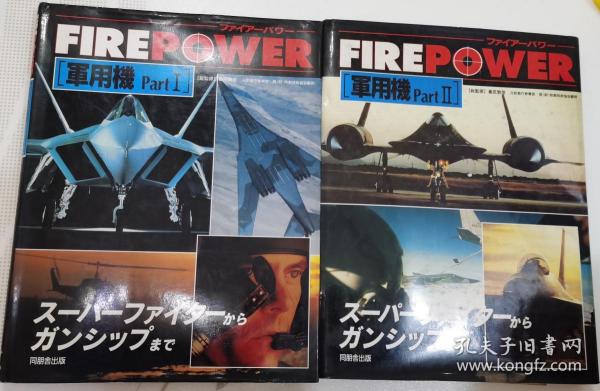 ファイアーパワー
FIREPOWER
[軍用機 Part I]
スーパーファイターから
ガンシップまで
同朋舎出版
ファイアーパワー
FIREPOWER
[軍用機 Part II]
スーパーファイターから
ガンシップ
同朋舎出版
孔夫子旧书网
www.kongfz.com